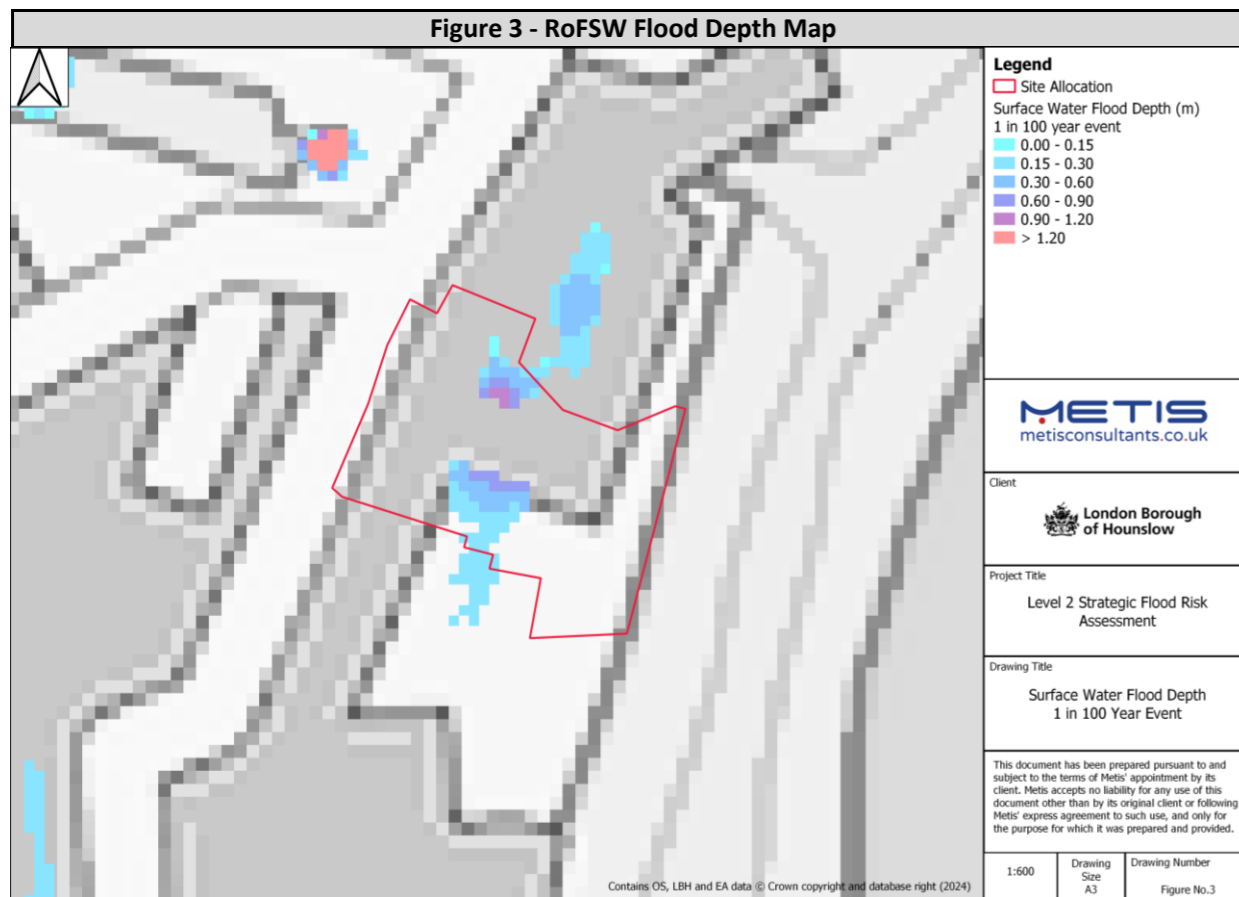 Figure 3 - RoFSW Flood Depth Map
Legend
Site Allocation
Surface Water Flood Depth (m)
1 in 100 year event
0.00 - 0.15
0.15 - 0.30
0.30 - 0.60
0.60 - 0.90
0.90 - 1.20
> 1.20
METIS
metisconsultants.co.uk
Client
London Borough
of Hounslow
Project Title
Level 2 Strategic Flood Risk
Assessment
Drawing Title
Surface Water Flood Depth
1 in 100 Year Event
This document has been prepared pursuant to and
subject to the terms of Metis' appointment by its
client. Metis accepts no liability for any use of this
document other than by its original client or following
Metis' express agreement to such use, and only for
the purpose for which it was prepared and provided.
1:600
Drawing
Size
A3
Drawing Number
Figure No.3
Contains OS, LBH and EA data © Crown copyright and database right (2024)